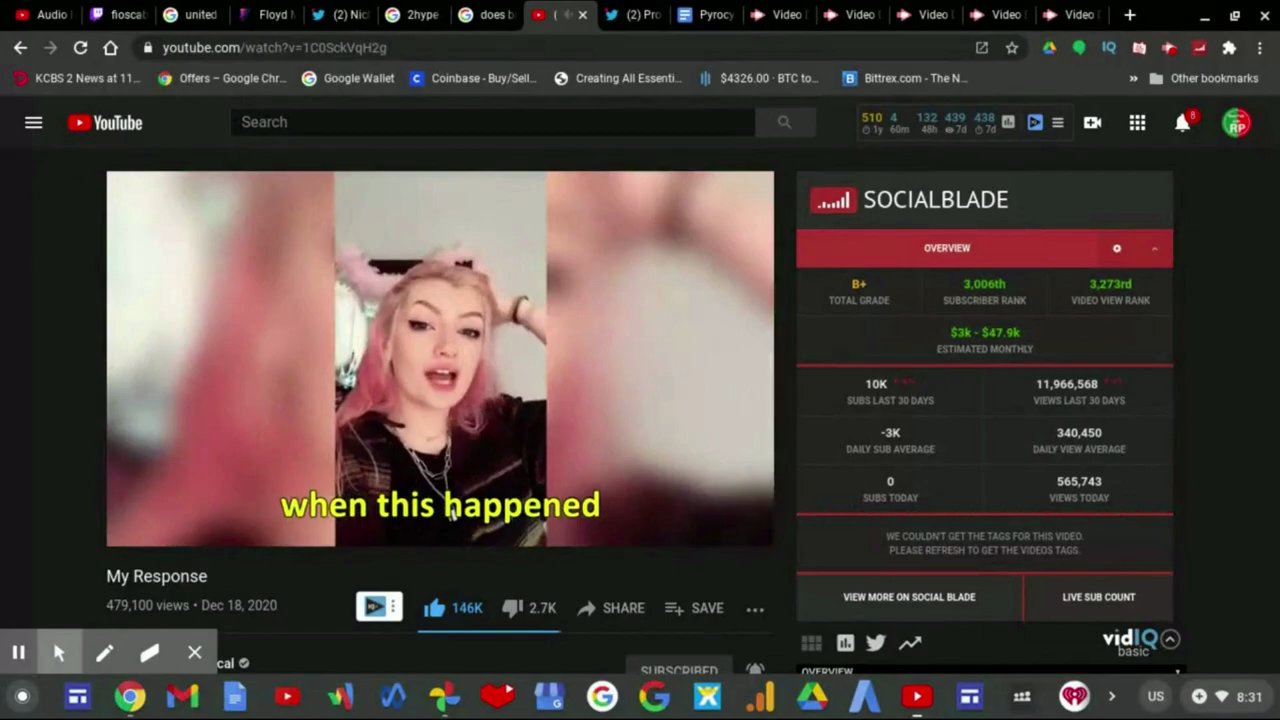 Audio
fioscab
united
Floyd M
(2) Nic
2hype
does b
(2) Pro
Pyrocy
Video
Video
Video
Video
Video
youtube.com/watch?v=1C0SckVqH2g
KCBS 2 News at 11...
Offers – Google Chr...
Google Wallet
Coinbase - Buy/Sell...
Creating All Essenti...
$4326.00 · BTC to...
Bittrex.com - The N...
»
Other bookmarks
YouTube
Search
510 4 132 439 438
1y 60m 48h 7d 7d
8
RP
SOCIALBLADE
OVERVIEW
B+
TOTAL GRADE
3,006th
SUBSCRIBER RANK
3,273rd
VIDEO VIEW RANK
$3k - $47.9k
ESTIMATED MONTHLY
10K
SUBS LAST 30 DAYS
11,966,568
VIEWS LAST 30 DAYS
-3K
DAILY SUB AVERAGE
340,450
DAILY VIEW AVERAGE
0
SUBS TODAY
565,743
VIEWS TODAY
WE COULDN'T GET THE TAGS FOR THIS VIDEO.
PLEASE REFRESH TO GET THE VIDEOS TAGS.
VIEW MORE ON SOCIAL BLADE
LIVE SUB COUNT
when this happened
My Response
479,100 views • Dec 18, 2020
146K
2.7K
SHARE
SAVE
cal
SUBSCRIBED
vidIQ
basic
OVERVIEW
US
8:31